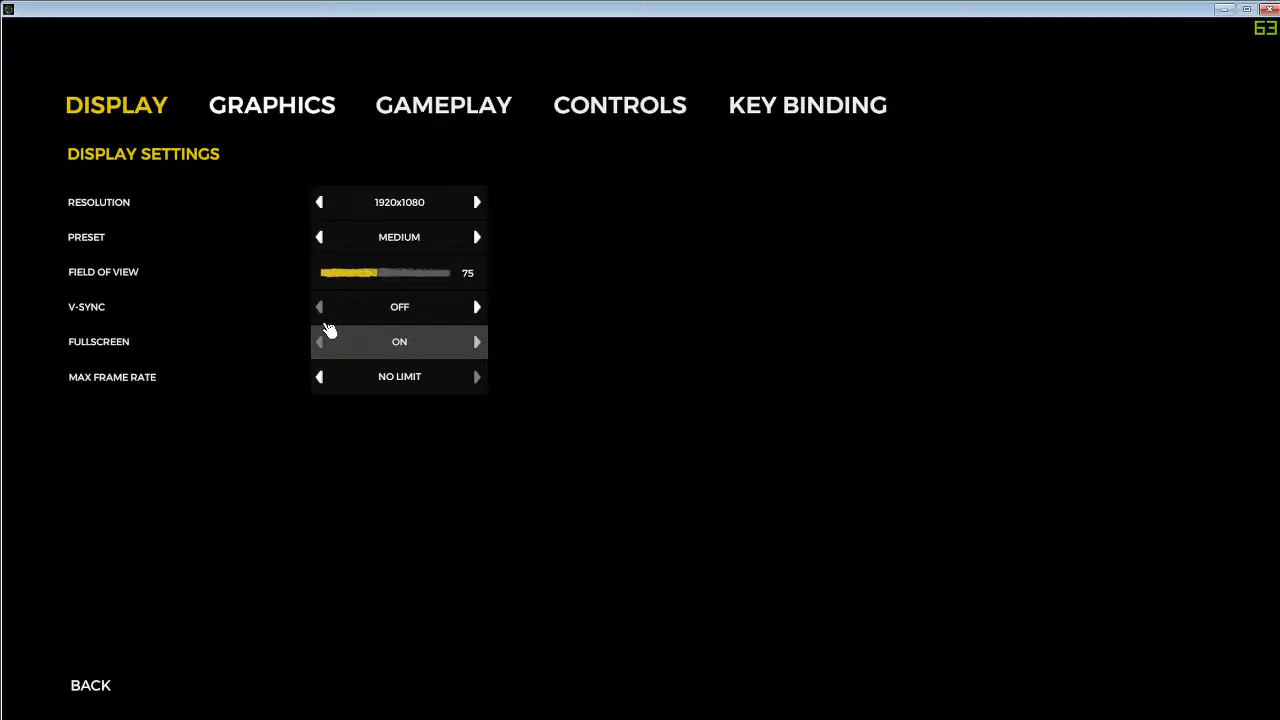 63
DISPLAY GRAPHICS GAMEPLAY CONTROLS KEY BINDING
DISPLAY SETTINGS
RESOLUTION 1920x1080
PRESET MEDIUM
FIELD OF VIEW 75
V-SYNC OFF
FULLSCREEN ON
MAX FRAME RATE NO LIMIT
BACK